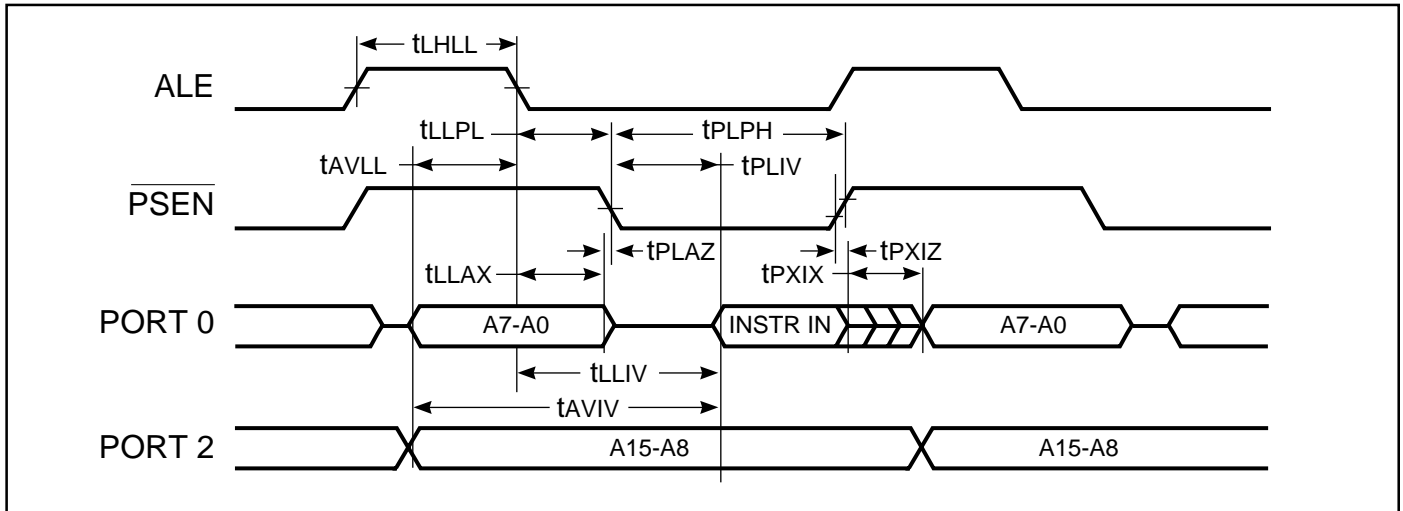 tLHLL
ALE
tLLPL
tPLPH
tAVLL
tPLIV
PSEN
tPLAZ
tPXIZ
tLLAX
tPXIX
PORT 0
A7-A0
INSTR IN
A7-A0
tLLIV
tAVIV
PORT 2
A15-A8
A15-A8